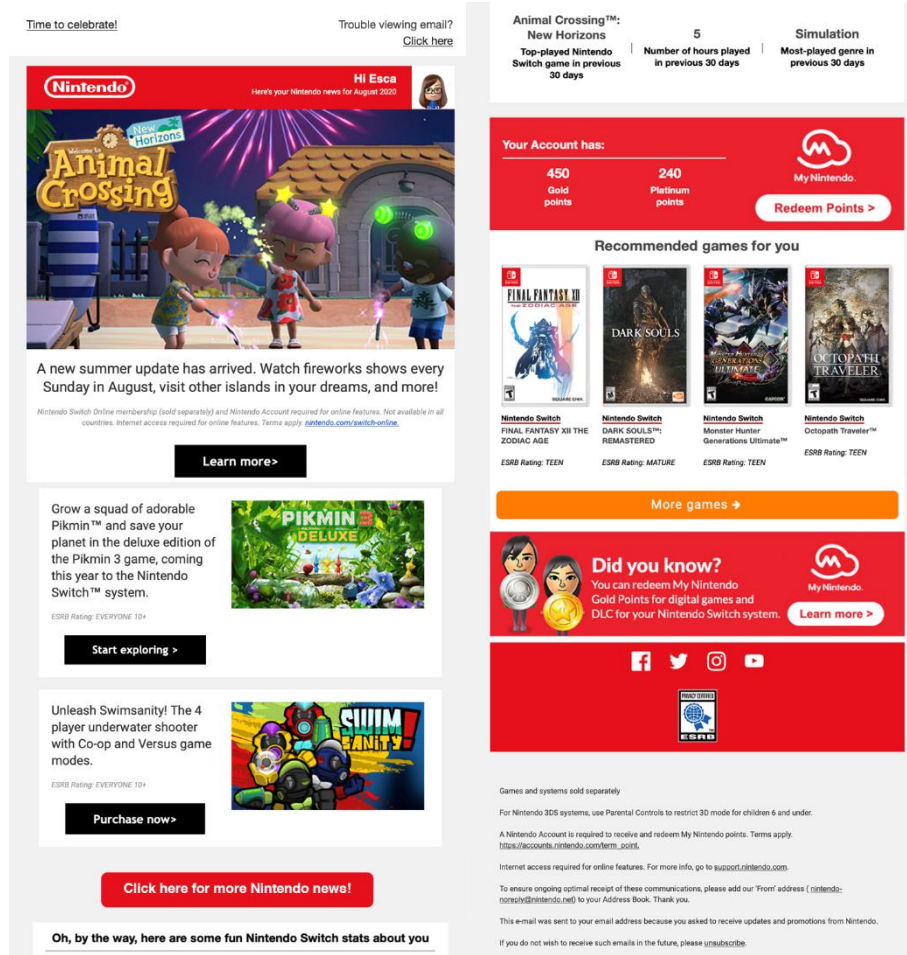 Time to celebrate!
Trouble viewing email?
Click here
Nintendo®
Hi Esca
Here's your Nintendo news for August 2020
New
Horizons
Welcome to
Animal
Crossing
A new summer update has arrived. Watch fireworks shows every
Sunday in August, visit other islands in your dreams, and more!
Nintendo Switch Online membership (sold separately) and Nintendo Account required for online features. Not available in all
countries. Internet access required for online features. Terms apply. nintendo.com/switch-online.
Learn more>
Grow a squad of adorable
Pikmin™ and save your
planet in the deluxe edition of
the Pikmin 3 game, coming
this year to the Nintendo
Switch™ system.
ESRB Rating: EVERYONE 10+
Start exploring >
PIKMIN 3
DELUXE
Unleash Swimsanity! The 4
player underwater shooter
with Co-op and Versus game
modes.
ESRB Rating: EVERYONE 10+
Purchase now>
SWIM
SANITY!
Click here for more Nintendo news!
Oh, by the way, here are some fun Nintendo Switch stats about you
Animal Crossing™:
New Horizons
Top-played Nintendo
Switch game in previous
30 days
5
Number of hours played
in previous 30 days
Simulation
Most-played genre in
previous 30 days
Your Account has:
450
Gold
points
240
Platinum
points
My Nintendo.
Redeem Points >
Recommended games for you
FINAL FANTASY XII
THE ZODIAC AGE
SQUARE ENIX
DARK SOULS
MONSTER HUNTER
GENERATIONS
ULTIMATE
CAPCOM
OCTOPATH
TRAVELER
SQUARE ENIX
Nintendo Switch
FINAL FANTASY XII THE
ZODIAC AGE
ESRB Rating: TEEN
Nintendo Switch
DARK SOULS™:
REMASTERED
ESRB Rating: MATURE
Nintendo Switch
Monster Hunter
Generations Ultimate™
ESRB Rating: TEEN
Nintendo Switch
Octopath Traveler™
ESRB Rating: TEEN
More games →
Did you know?
You can redeem My Nintendo
Gold Points for digital games and
DLC for your Nintendo Switch system.
My Nintendo.
Learn more >
PRIVACY CERTIFIED
ESRB
Games and systems sold separately
For Nintendo 3DS systems, use Parental Controls to restrict 3D mode for children 6 and under.
A Nintendo Account is required to receive and redeem My Nintendo points. Terms apply.
https://accounts.nintendo.com/term_point.
Internet access required for online features. For more info, go to support.nintendo.com.
To ensure ongoing optimal receipt of these communications, please add our 'From' address ( nintendo-
noreply@nintendo.net) to your Address Book. Thank you.
This e-mail was sent to your email address because you asked to receive updates and promotions from Nintendo.
If you do not wish to receive such emails in the future, please unsubscribe.